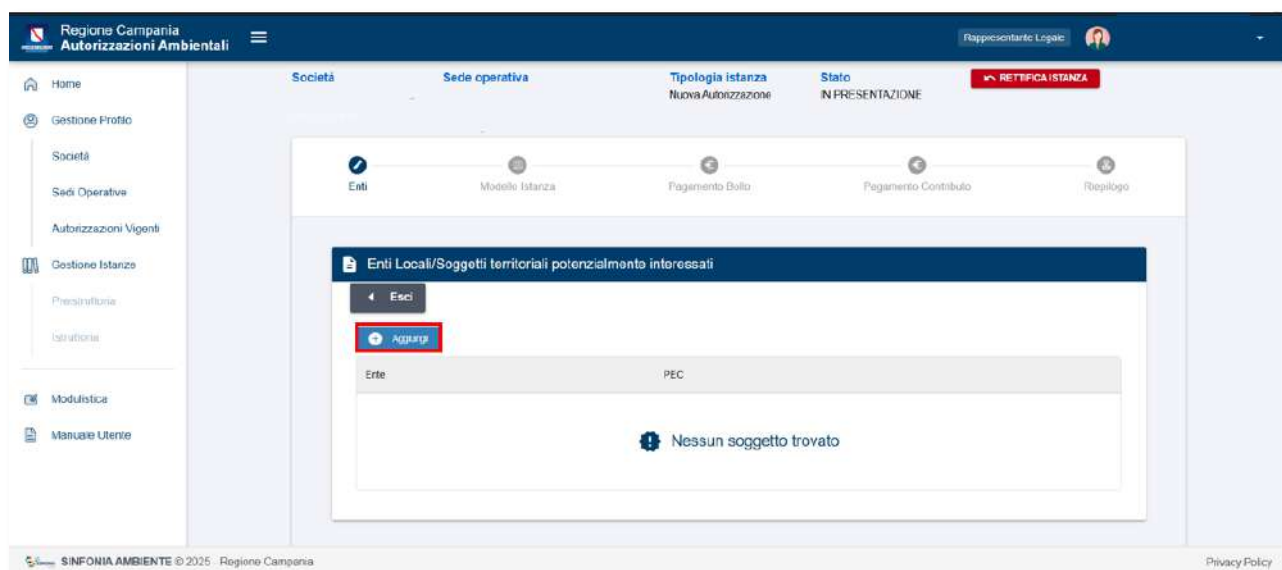 Regione Campania
Autorizzazioni Ambientali
Rappresentante Legale
Home
Gestione Profilo
Società
Sedi Operative
Autorizzazioni Vigenti
Gestione Istanze
Preistruttoria
Istruttoria
Modulistica
Manuale Utente
Società Sede operativa Tipologia istanza Stato
Nuova Autorizzazione IN PRESENTAZIONE
RETTIFICA ISTANZA
Enti Modello Istanza Pagamento Bollo Pagamento Contributo Riepilogo
Enti Locali/Soggetti territoriali potenzialmente interessati
Esci
Aggiungi
Ente PEC
Nessun soggetto trovato
SINFONIA AMBIENTE © 2025 Regione Campania
Privacy Policy